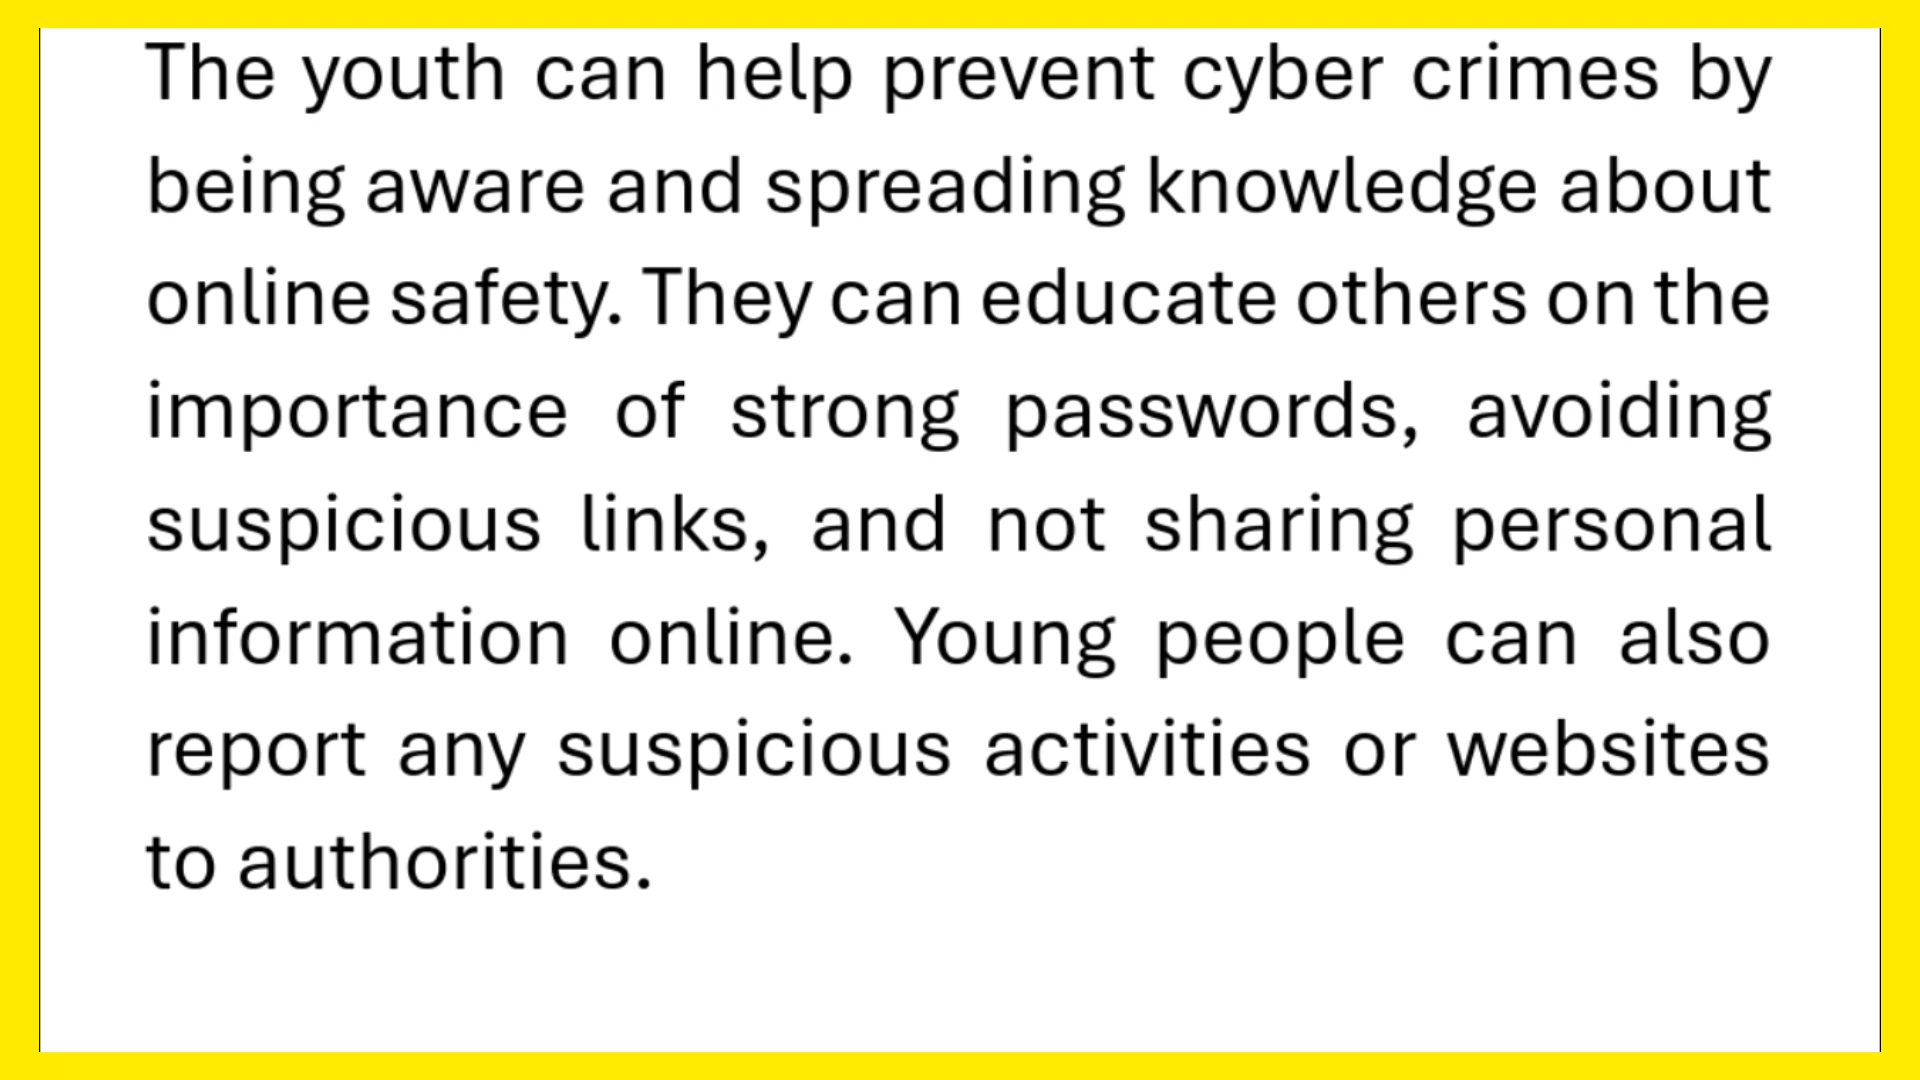 The youth can help prevent cyber crimes by
being aware and spreading knowledge about
online safety. They can educate others on the
importance of strong passwords, avoiding
suspicious links, and not sharing personal
information online. Young people can also
report any suspicious activities or websites
to authorities.